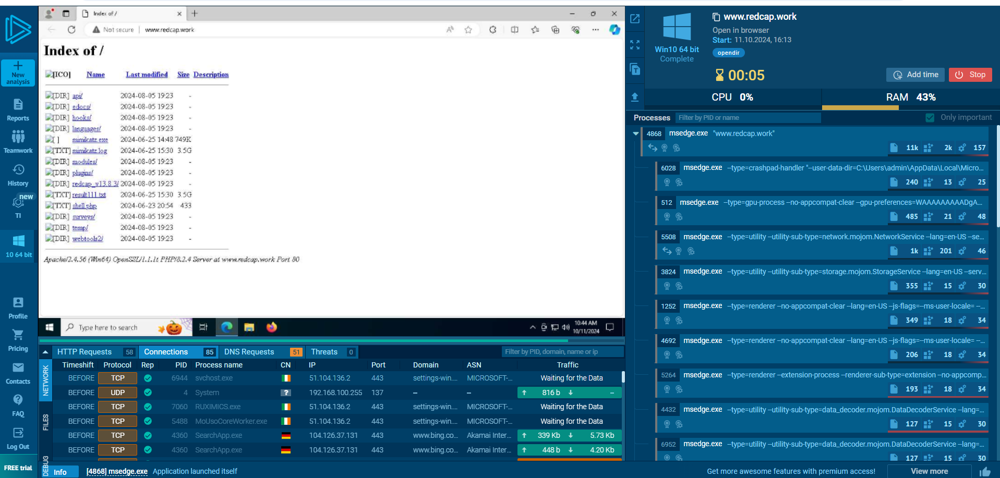 Index of /
Not secure | www.redcap.work
Index of /
[ICO] Name Last modified Size Description
[DIR] api/ 2024-08-05 19:23 -
[DIR] edocs/ 2024-08-05 19:23 -
[DIR] hooks/ 2024-08-05 19:23 -
[DIR] languages/ 2024-08-05 19:23 -
[ ] mimikatz.exe 2024-06-25 14:48 749K
[TXT] mimikatz.log 2024-06-25 15:30 3.5G
[DIR] modules/ 2024-08-05 19:23 -
[DIR] plugins/ 2024-08-05 19:23 -
[DIR] redcap_v13.8.3/ 2024-08-05 19:23 -
[TXT] result111.txt 2024-06-25 15:30 3.5G
[TXT] shell.php 2024-06-23 20:54 433
[DIR] surveys/ 2024-08-05 19:23 -
[DIR] temp/ 2024-08-05 19:23 -
[DIR] webtools2/ 2024-08-05 19:23 -
Apache/2.4.56 (Win64) OpenSSL/1.1.1t PHP/8.2.4 Server at www.redcap.work Port 80
Type here to search
10:44 AM
10/11/2024
New
analysis
Reports
Teamwork
History
new
TI
10 64 bit
Profile
Pricing
Contacts
FAQ
Log Out
FREE trial
www.redcap.work
Open in browser
Start: 11.10.2024, 16:13
opendir
Win10 64 bit
Complete
00:05
Add time
Stop
CPU 0%
RAM 43%
Processes
Filter by PID or name
Only important
4868 msedge.exe "www.redcap.work"
11k 2k 157
6028 msedge.exe --type=crashpad-handler "--user-data-dir=C:\Users\admin\AppData\Local\Micro...
240 13 25
512 msedge.exe --type=gpu-process --no-appcompat-clear --gpu-preferences=WAAAAAAAAADgA...
485 21 48
5508 msedge.exe --type=utility --utility-sub-type=network.mojom.NetworkService --lang=en-US --se...
1k 201 46
3824 msedge.exe --type=utility --utility-sub-type=storage.mojom.StorageService --lang=en-US --serv...
355 15 30
1252 msedge.exe --type=renderer --no-appcompat-clear --lang=en-US --js-flags=--ms-user-locale= --...
349 18 34
4692 msedge.exe --type=renderer --no-appcompat-clear --lang=en-US --js-flags=--ms-user-locale= --...
206 18 34
5264 msedge.exe --type=renderer --extension-process --renderer-sub-type=extension --no-appcomp...
193 18 34
4432 msedge.exe --type=utility --utility-sub-type=data_decoder.mojom.DataDecoderService --lang=...
127 15 30
6952 msedge.exe --type=utility --utility-sub-type=data_decoder.mojom.DataDecoderService --lang=...
127 15 30
HTTP Requests 58 Connections 85 DNS Requests 51 Threats 0
Filter by PID, domain, name or ip
NETWORK
FILES
DEBUG
Timeshift Protocol Rep PID Process name CN IP Port Domain ASN Traffic
BEFORE TCP 6944 svchost.exe 51.104.136.2 443 settings-win.... MICROSOFT-... Waiting for the Data
BEFORE UDP 4 System ? 192.168.100.255 137 – – 816 b –
BEFORE TCP 7060 RUXIMICS.exe 51.104.136.2 443 settings-win.... MICROSOFT-... Waiting for the Data
BEFORE TCP 5488 MoUsoCoreWorker.exe 51.104.136.2 443 settings-win.... MICROSOFT-... Waiting for the Data
BEFORE TCP 4360 SearchApp.exe 104.126.37.131 443 www.bing.co... Akamai Inter... 339 Kb 5.73 Kb
BEFORE TCP 4360 SearchApp.exe 104.126.37.131 443 www.bing.co... Akamai Inter... 448 b 4.20 Kb
Info [4868] msedge.exe Application launched itself
Get more awesome features with premium access! View more